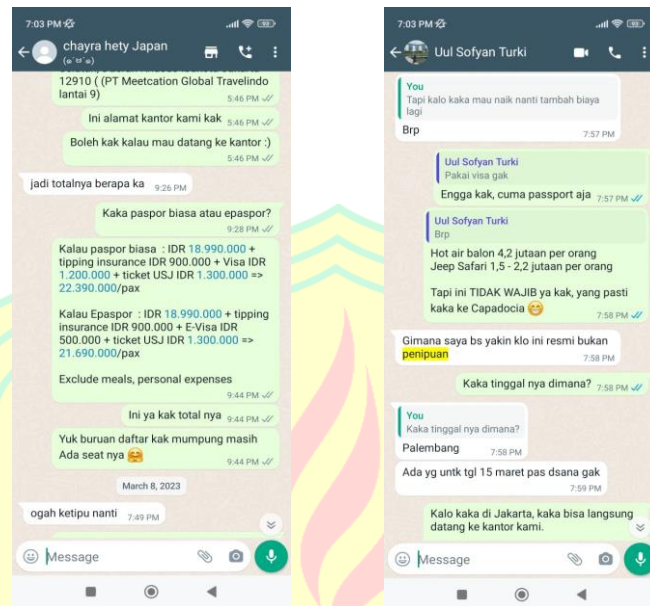 7:03 PM
93
chayra hety Japan
12910 ( (PT Meetcation Global Travelindo
lantai 9)
5:46 PM
Ini alamat kantor kami kak
5:46 PM
Boleh kak kalau mau datang ke kantor :)
5:46 PM
jadi totalnya berapa ka
9:26 PM
Kaka paspor biasa atau epaspor?
9:28 PM
Kalau paspor biasa : IDR 18.990.000 +
tipping insurance IDR 900.000 + Visa IDR
1.200.000 + ticket USJ IDR 1.300.000 =>
22.390.000/pax
Kalau Epaspor : IDR 18.990.000 + tipping
insurance IDR 900.000 + E-Visa IDR
500.000 + ticket USJ IDR 1.300.000 =>
21.690.000/pax
Exclude meals, personal expenses
9:44 PM
Ini ya kak total nya
9:44 PM
Yuk buruan daftar kak mumpung masih
Ada seat nya 🤗
9:44 PM
March 8, 2023
ogah ketipu nanti
7:49 PM
Message
7:03 PM
93
Uul Sofyan Turki
You
Tapi kalo kaka mau naik nanti tambah biaya
lagi
Brp
7:57 PM
Uul Sofyan Turki
Pakai visa gak
Engga kak, cuma passport aja
7:57 PM
Uul Sofyan Turki
Brp
Hot air balon 4,2 jutaan per orang
Jeep Safari 1,5 - 2,2 jutaan per orang
Tapi ini TIDAK WAJIB ya kak, yang pasti
kaka ke Capadocia 😁
7:58 PM
Gimana saya bs yakin klo ini resmi bukan
penipuan
7:58 PM
Kaka tinggal nya dimana?
7:58 PM
You
Kaka tinggal nya dimana?
Palembang
7:58 PM
Ada yg untk tgl 15 maret pas dsana gak
7:59 PM
Kalo kaka di Jakarta, kaka bisa langsung
datang ke kantor kami.
Message